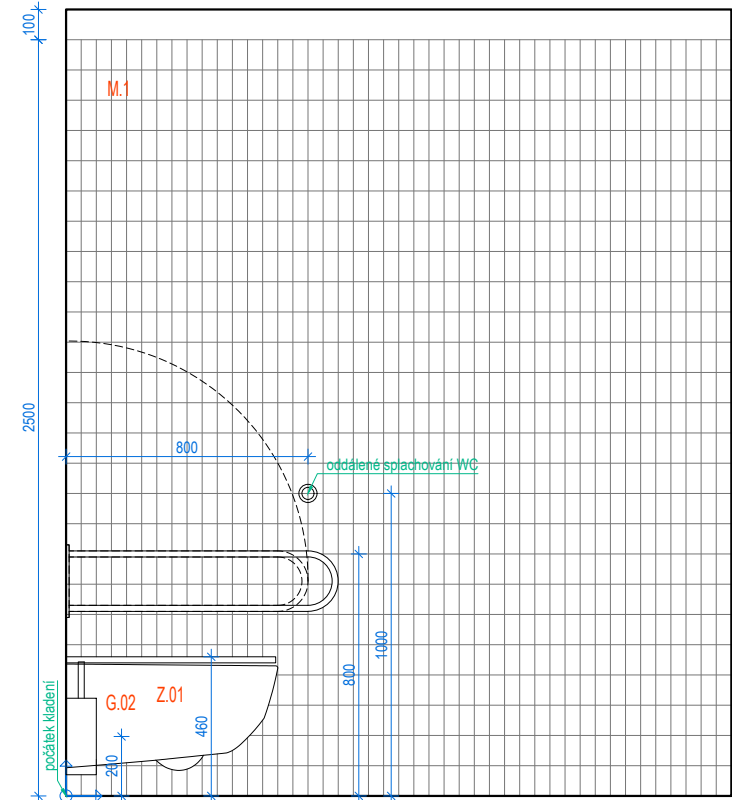 100
M.1
2500
800
oddálené splachování WC
1000
800
počátek kladení
G.02
Z.01
460
200